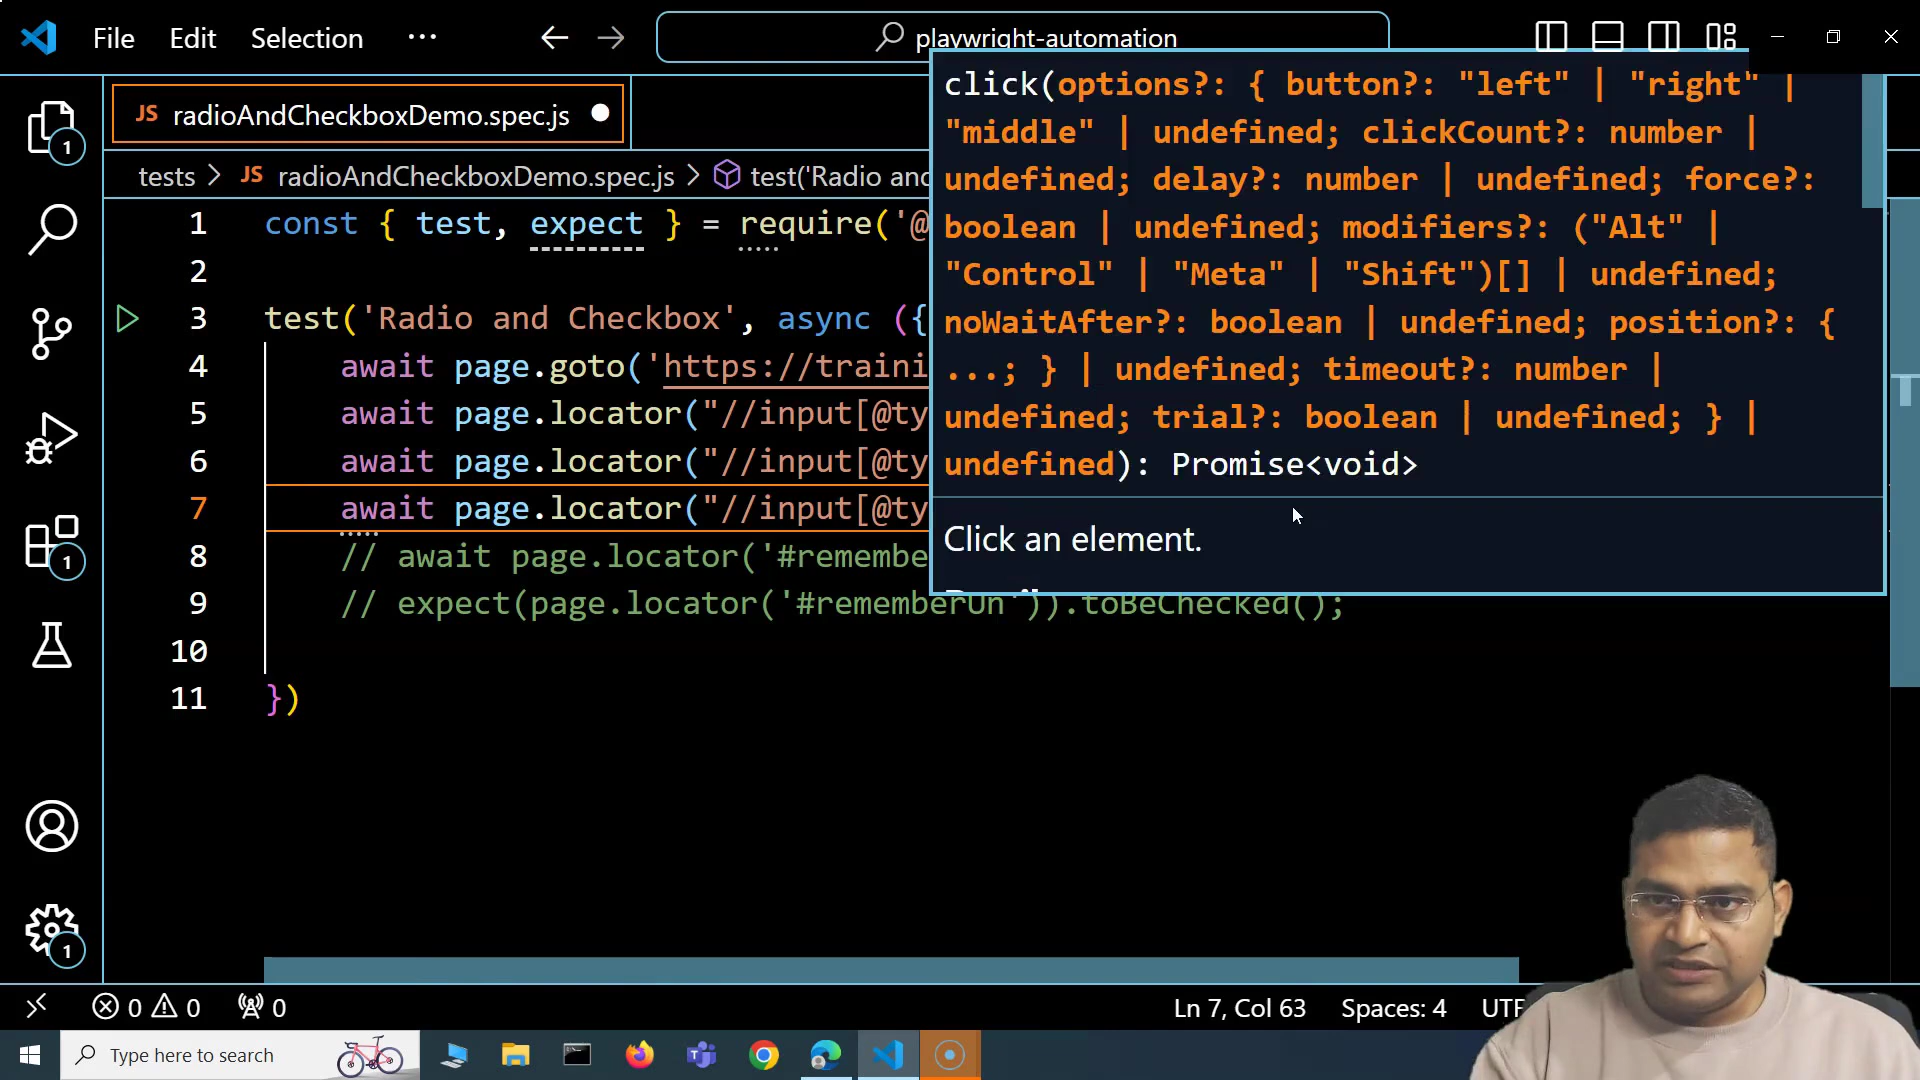 File Edit Selection ···
playwright-automation
JS radioAndCheckboxDemo.spec.js
tests > JS radioAndCheckboxDemo.spec.js > test('Radio and
click(options?: { button?: "left" | "right" |
"middle" | undefined; clickCount?: number |
undefined; delay?: number | undefined; force?:
boolean | undefined; modifiers?: ("Alt" |
"Control" | "Meta" | "Shift")[] | undefined;
noWaitAfter?: boolean | undefined; position?: {
...; } | undefined; timeout?: number |
undefined; trial?: boolean | undefined; } |
undefined): Promise<void>
Click an element.
1 const { test, expect } = require('@
2
3 test('Radio and Checkbox', async ({
4 await page.goto('https://traini
5 await page.locator("//input[@ty
6 await page.locator("//input[@ty
7 await page.locator("//input[@ty
8 // await page.locator('#remembe
9 // expect(page.locator('#rememberUn')).toBeChecked();
10
11 })
1
1
1
1
0 0 0
Ln 7, Col 63 Spaces: 4 UTF
Type here to search